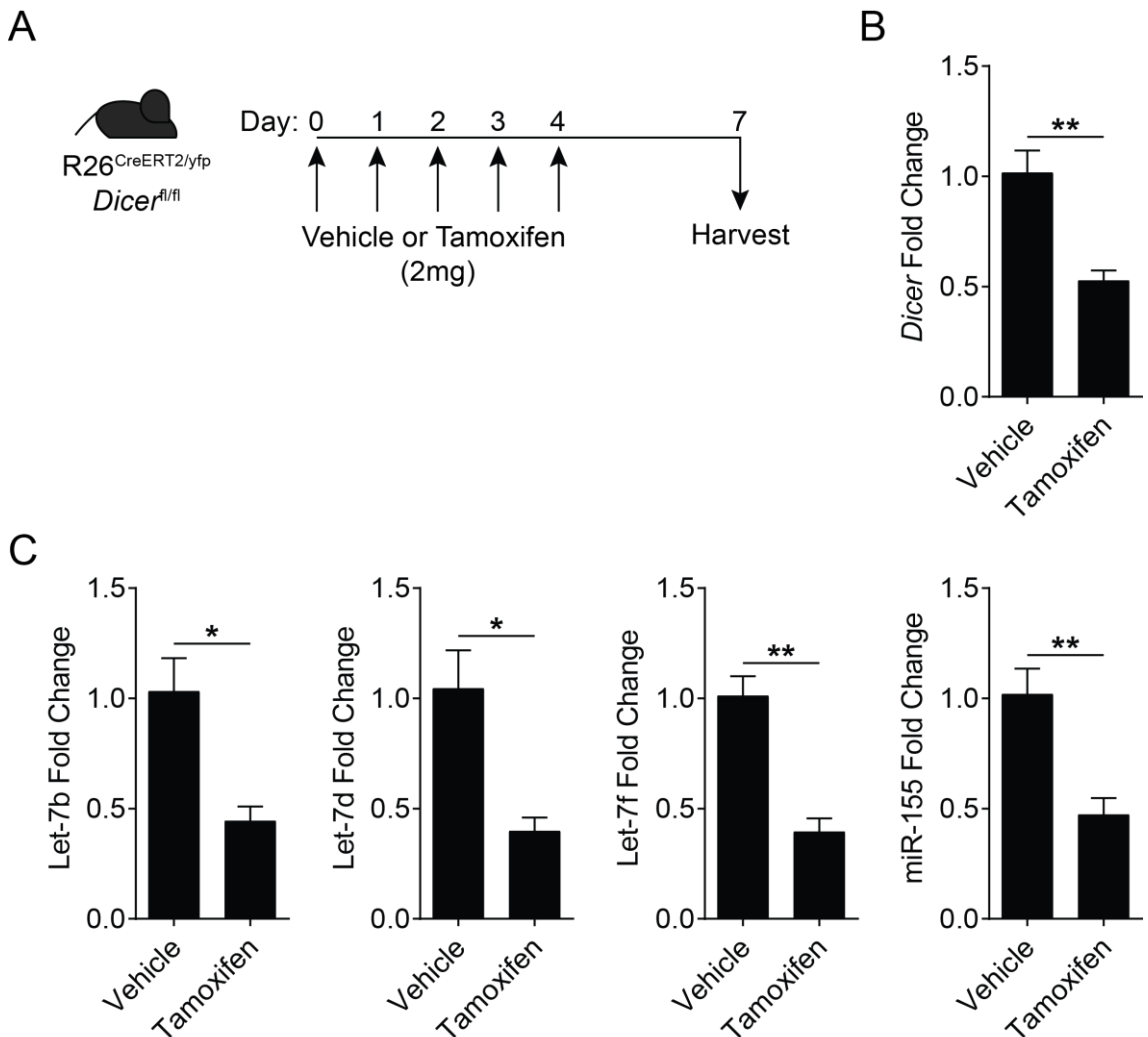 A
Day: 0 1 2 3 4 7
R26CreERT2/yfp
Dicerfl/fl
Vehicle or Tamoxifen
(2mg)
Harvest
B
Dicer Fold Change
1.5
1.0
0.5
0.0
**
Vehicle
Tamoxifen
C
Let-7b Fold Change
1.5
1.0
0.5
0.0
*
Vehicle
Tamoxifen
Let-7d Fold Change
1.5
1.0
0.5
0.0
*
Vehicle
Tamoxifen
Let-7f Fold Change
1.5
1.0
0.5
0.0
**
Vehicle
Tamoxifen
miR-155 Fold Change
1.5
1.0
0.5
0.0
**
Vehicle
Tamoxifen